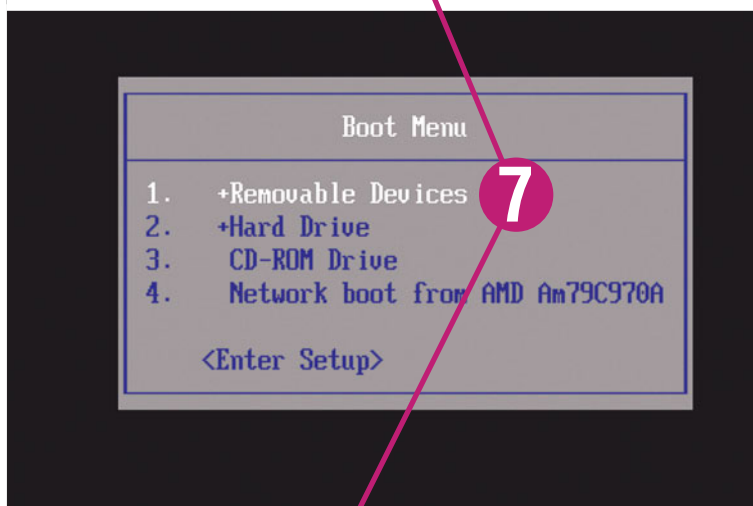 Boot Menu
1. +Removable Devices
7
2. +Hard Drive
3. CD-ROM Drive
4. Network boot from AMD Am79C970A
<Enter Setup>